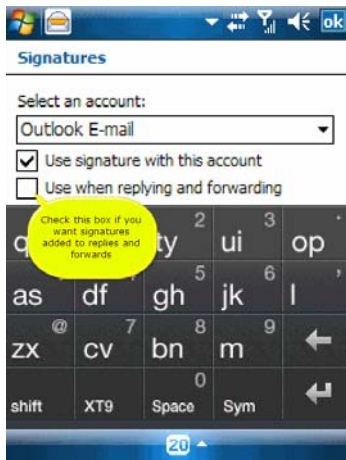 ok
Signatures
Select an account:
Outlook E-mail
Use signature with this account
Use when replying and forwarding
Check this box if you
want signatures
added to replies and
forwards
q
ty 2
ui 3
op .
as
df
gh 5
jk 6
l ,
zx @
cv 7
bn 8
m 9
shift
XT9
Space 0
Sym
20